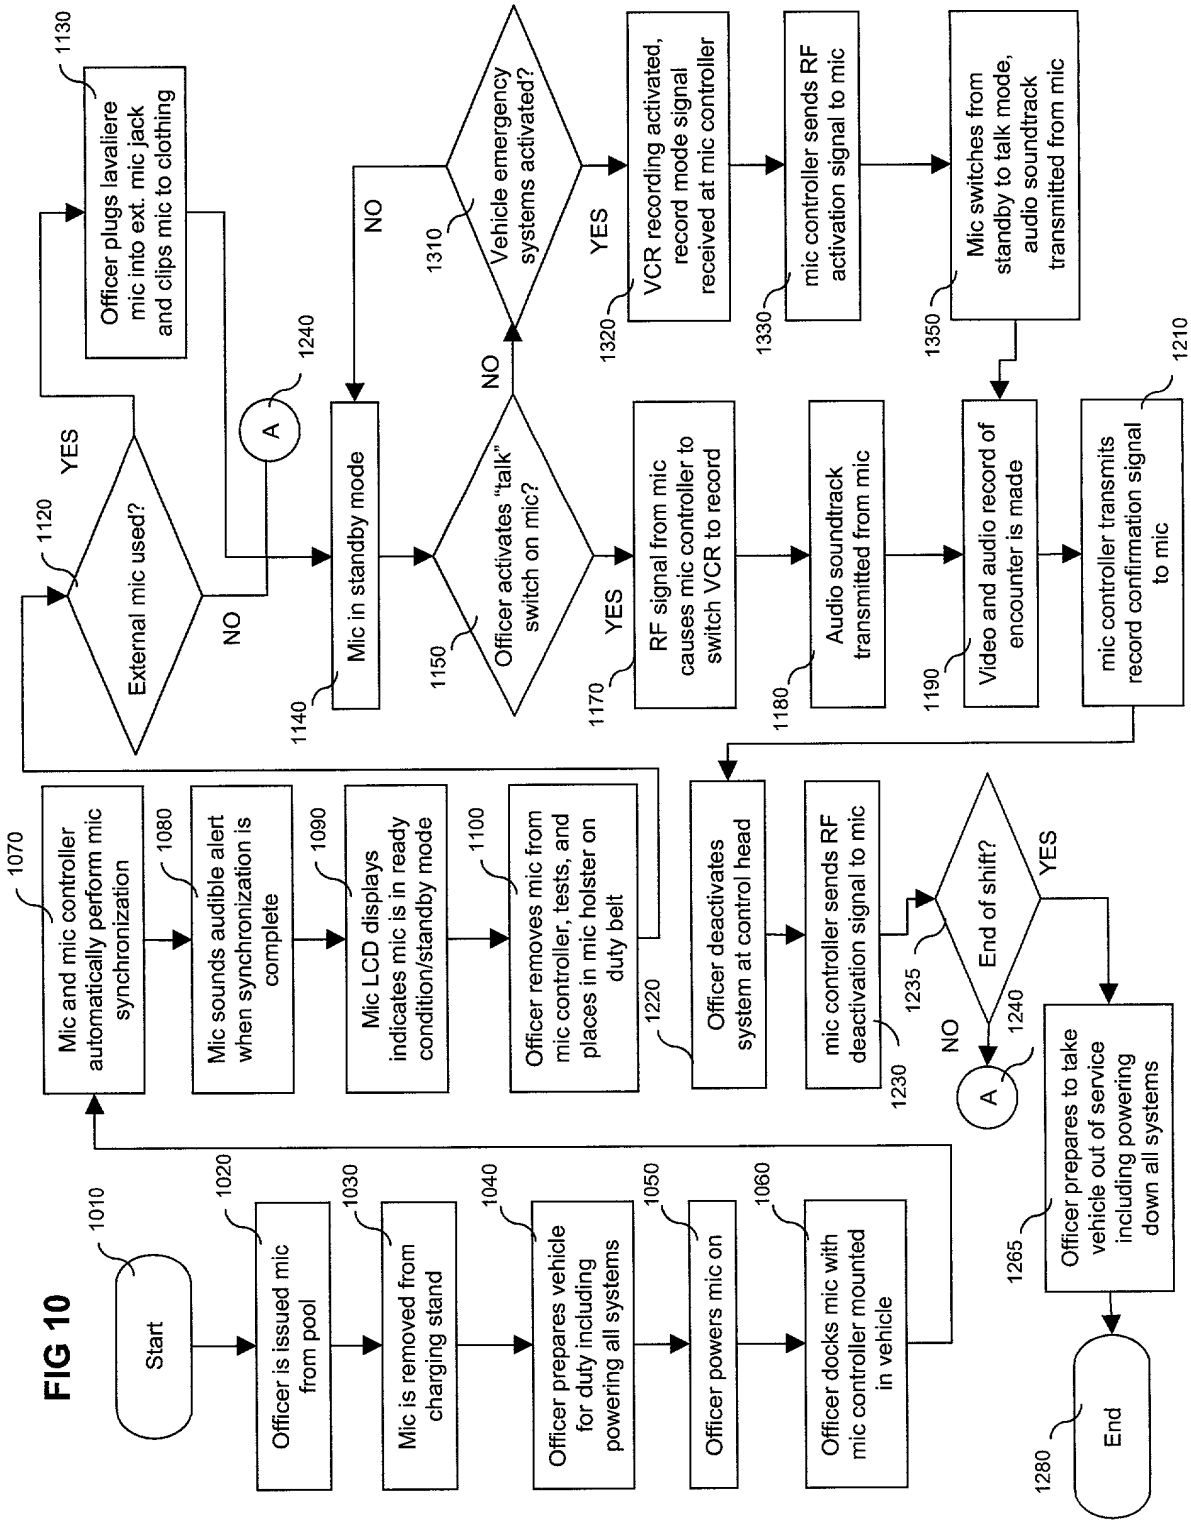 FIG 10
1010
Start
1020
Officer is issued mic
from pool
1030
Mic is removed from
charging stand
1040
Officer prepares vehicle
for duty including
powering all systems
1050
Officer powers mic on
1060
Officer docks mic with
mic controller mounted
in vehicle
1070
Mic and mic controller
automatically perform mic
synchronization
1080
Mic sounds audible alert
when synchronization is
complete
1090
Mic LCD displays
indicates mic is in ready
condition/standby mode
1100
Officer removes mic from
mic controller, tests, and
places in mic holster on
duty belt
1120
External mic used?
YES
NO
1130
Officer plugs lavaliere
mic into ext. mic jack
and clips mic to clothing
A
1240
1140
Mic in standby mode
1150
Officer activates “talk”
switch on mic?
NO
YES
1310
Vehicle emergency
systems activated?
NO
YES
1320
VCR recording activated,
record mode signal
received at mic controller
1330
mic controller sends RF
activation signal to mic
1350
Mic switches from
standby to talk mode,
audio soundtrack
transmitted from mic
1170
RF signal from mic
causes mic controller to
switch VCR to record
1180
Audio soundtrack
transmitted from mic
1190
Video and audio record of
encounter is made
1210
mic controller transmits
record confirmation signal
to mic
1220
Officer deactivates
system at control head
1230
mic controller sends RF
deactivation signal to mic
1235
End of shift?
NO
YES
A
1240
1265
Officer prepares to take
vehicle out of service
including powering
down all systems
1280
End